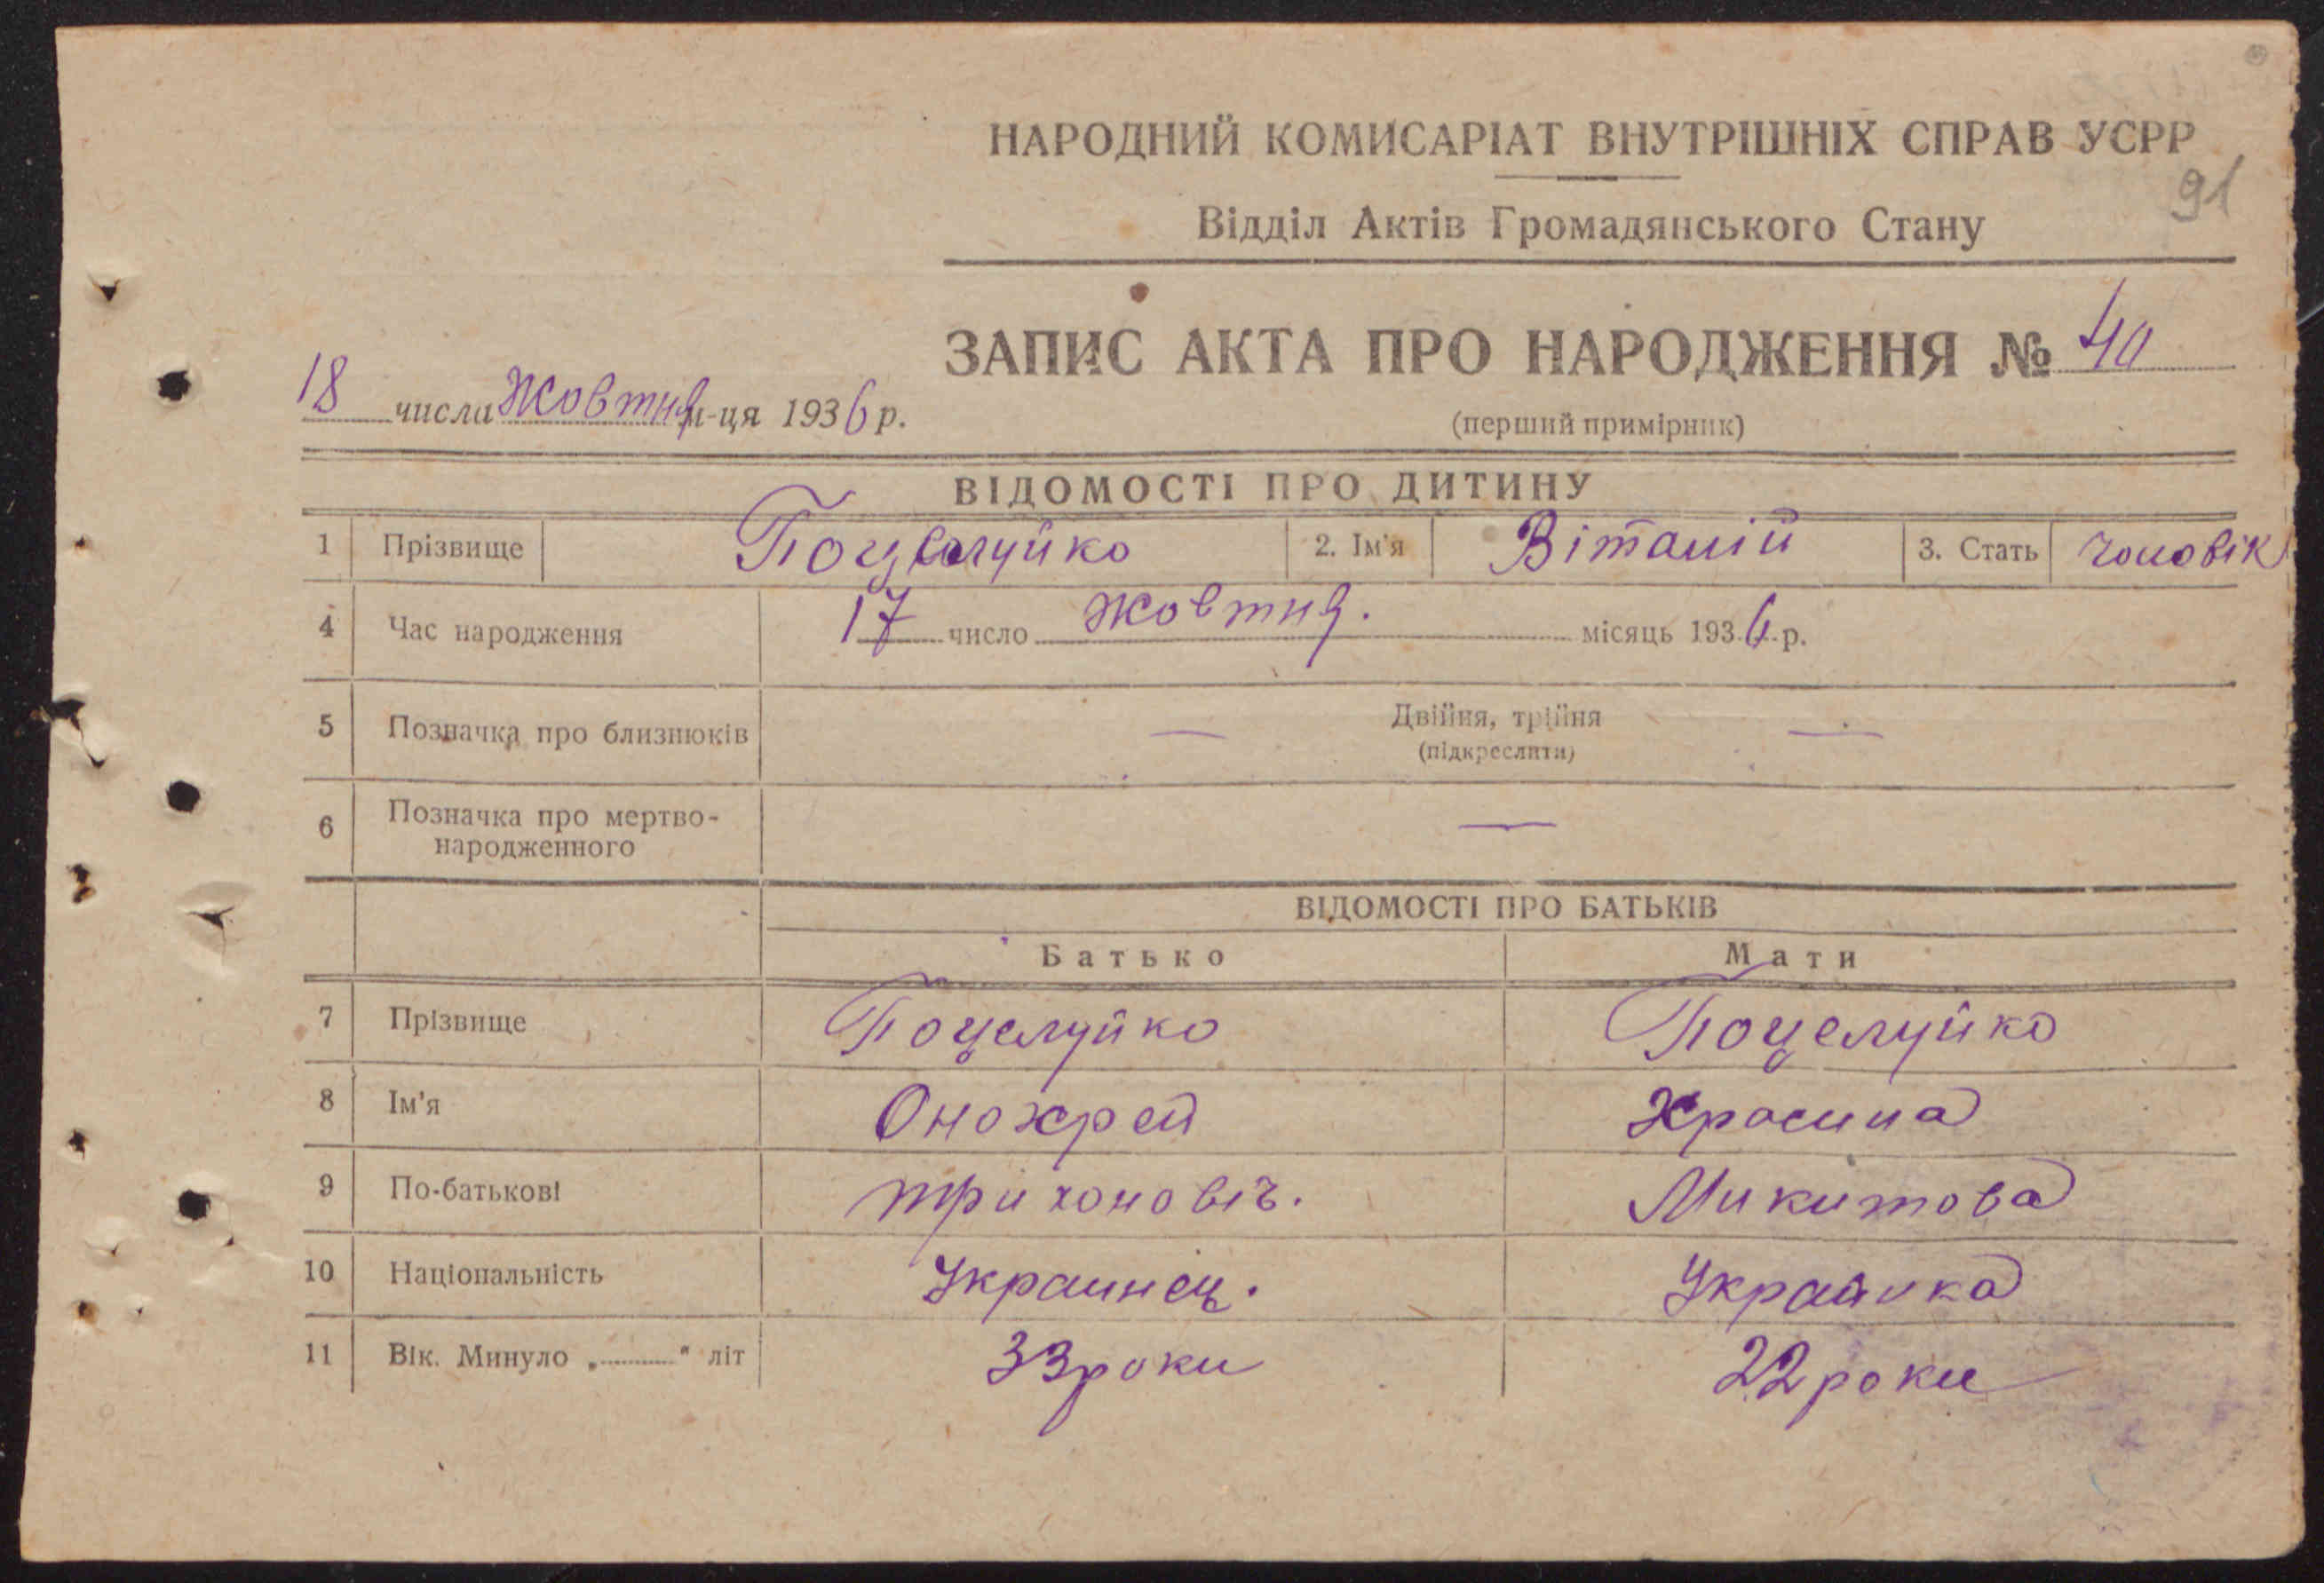 НАРОДНИЙ КОМИСАРІАТ ВНУТРІШНІХ СПРАВ УСРР
91
Відділ Актів Громадянського Стану
ЗАПИС АКТА ПРО НАРОДЖЕННЯ № 40
18 числа Жовтня м-ця 1936 р.
(перший примірник)
ВІДОМОСТІ ПРО ДИТИНУ
1 Прізвище Поцелуйко 2. Ім'я Віталій 3. Стать чоловік
4 Час народження 17 число жовтня. місяць 1936 р.
5 Позначка про близнюків — Двійня, трійня —
(підкреслити)
6 Позначка про мертво-
народженного —
ВІДОМОСТІ ПРО БАТЬКІВ
Батько Мати
7 Прізвище Поцелуйко Поцелуйко
8 Ім'я
9 По-батькові Микитова
10 Національність Украинец. Украинка
11 Вік. Минуло „ " літ 33 роки 22 роки